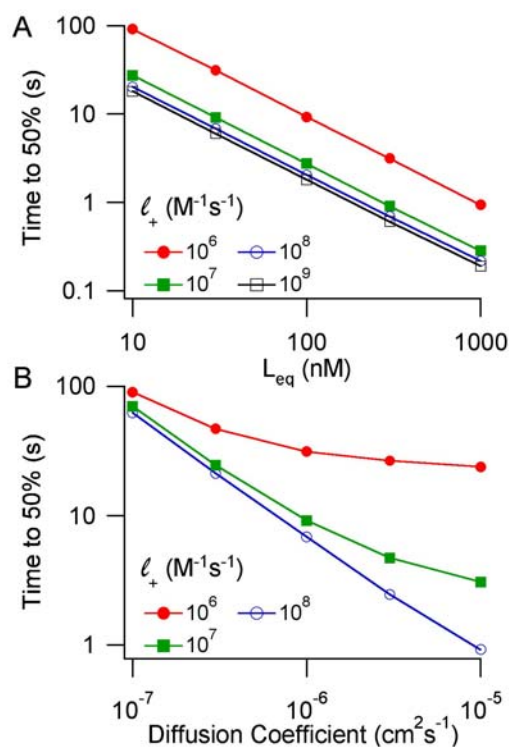 A
Time to 50% (s)
100
10
1
0.1
ℓ+ (M-1s-1)
106
108
107
109
10
100
1000
Leq (nM)
B
Time to 50% (s)
100
10
1
ℓ+ (M-1s-1)
106
108
107
10-7
10-6
10-5
Diffusion Coefficient (cm2s-1)